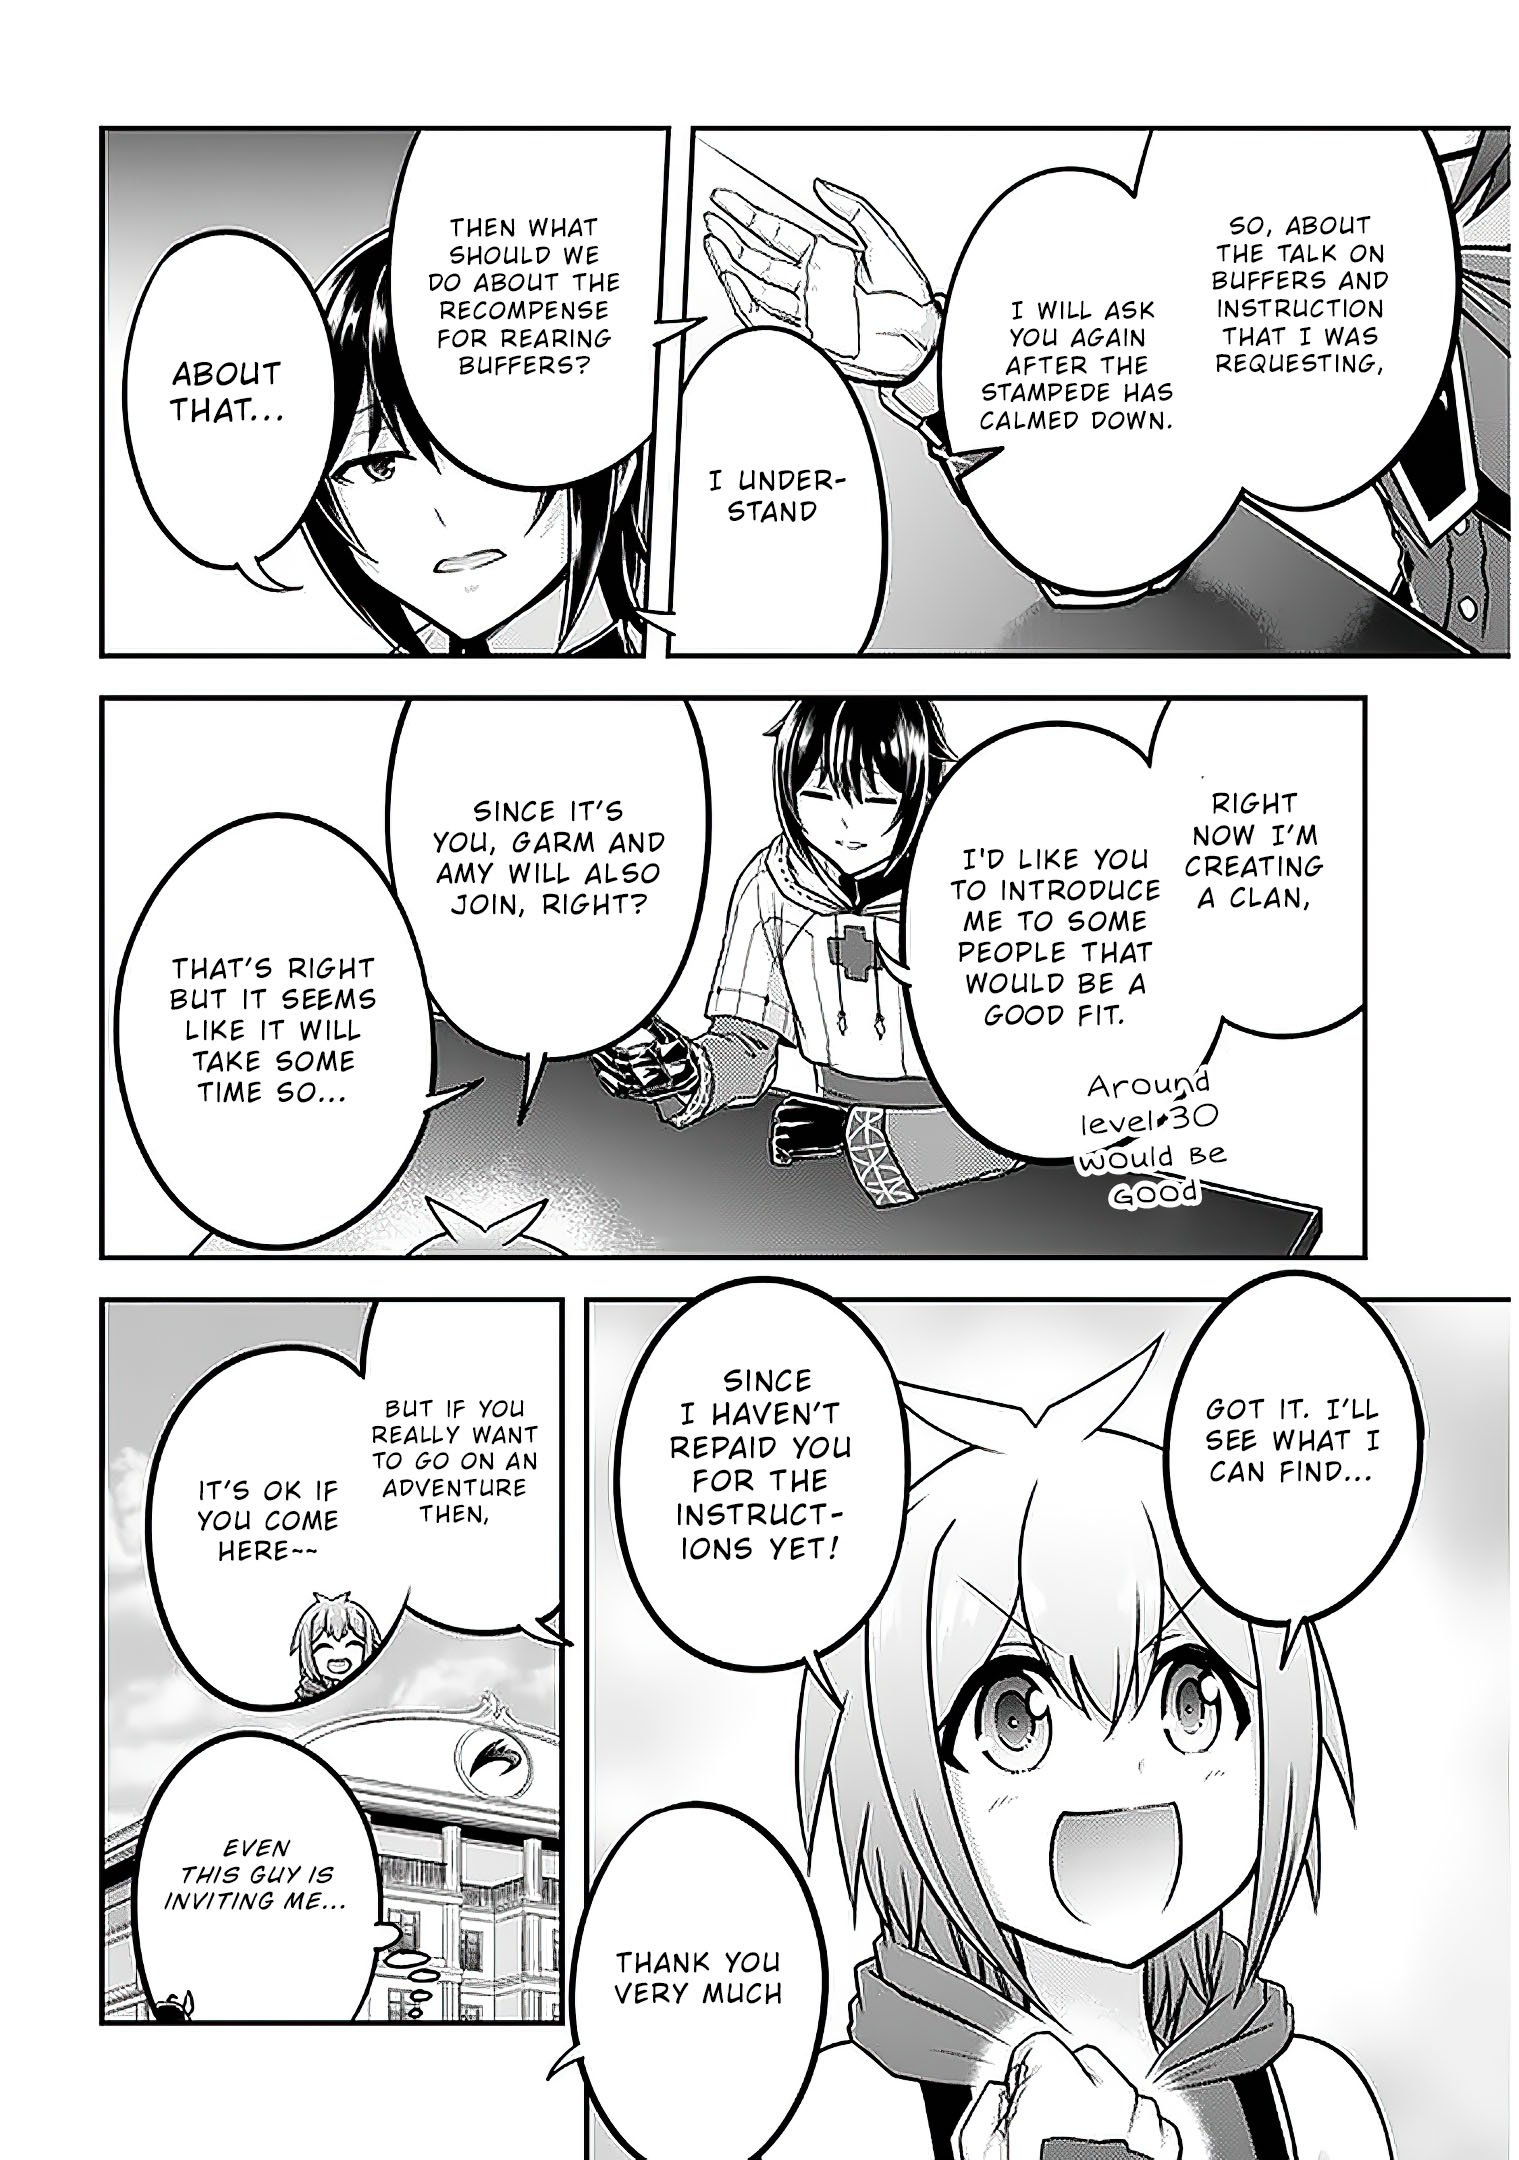 SO, ABOUT
THE TALK ON
BUFFERS AND
INSTRUCTION
THAT I WAS
REQUESTING,
I WILL ASK
YOU AGAIN
AFTER THE
STAMPEDE HAS
CALMED DOWN.
I UNDER-
STAND
THEN WHAT
SHOULD WE
DO ABOUT THE
RECOMPENSE
FOR REARING
BUFFERS?
ABOUT
THAT...
RIGHT
NOW I'M
CREATING
A CLAN,
I'D LIKE YOU
TO INTRODUCE
ME TO SOME
PEOPLE THAT
WOULD BE A
GOOD FIT.
Around
level 30
would Be
Good
SINCE IT'S
YOU, GARM AND
AMY WILL ALSO
JOIN, RIGHT?
THAT'S RIGHT
BUT IT SEEMS
LIKE IT WILL
TAKE SOME
TIME SO...
GOT IT. I'LL
SEE WHAT I
CAN FIND...
SINCE
I HAVEN'T
REPAID YOU
FOR THE
INSTRUCT-
IONS YET!
THANK YOU
VERY MUCH
BUT IF YOU
REALLY WANT
TO GO ON AN
ADVENTURE
THEN,
IT'S OK IF
YOU COME
HERE~~
EVEN
THIS GUY IS
INVITING ME...